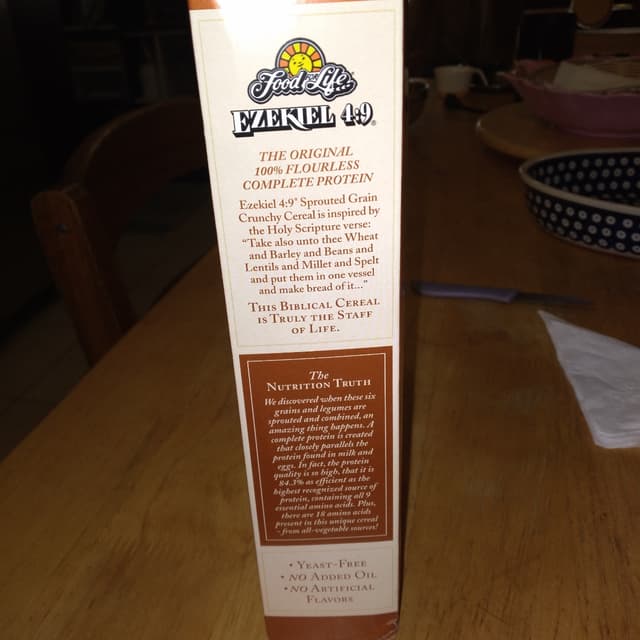 Food For Life
EZEKIEL 4:9®
THE ORIGINAL
100% FLOURLESS
COMPLETE PROTEIN
Ezekiel 4:9® Sprouted Grain
Crunchy Cereal is inspired by
the Holy Scripture verse:
"Take also unto thee Wheat
and Barley and Beans and
Lentils and Millet and Spelt
and put them in one vessel
and make bread of it..."
THIS BIBLICAL CEREAL
IS TRULY THE STAFF
OF LIFE.
The
NUTRITION TRUTH
We discovered when these six
grains and legumes are
sprouted and combined, an
amazing thing happens. A
complete protein is created
that closely parallels the
protein found in milk and
eggs. In fact, the protein
quality is so high, that it is
84.3% as efficient as the
highest recognized source of
protein, containing all 9
essential amino acids. Plus,
there are 18 amino acids
present in this unique cereal
- from all-vegetable sources!
• YEAST-FREE
• NO ADDED OIL
• NO ARTIFICIAL
FLAVORS